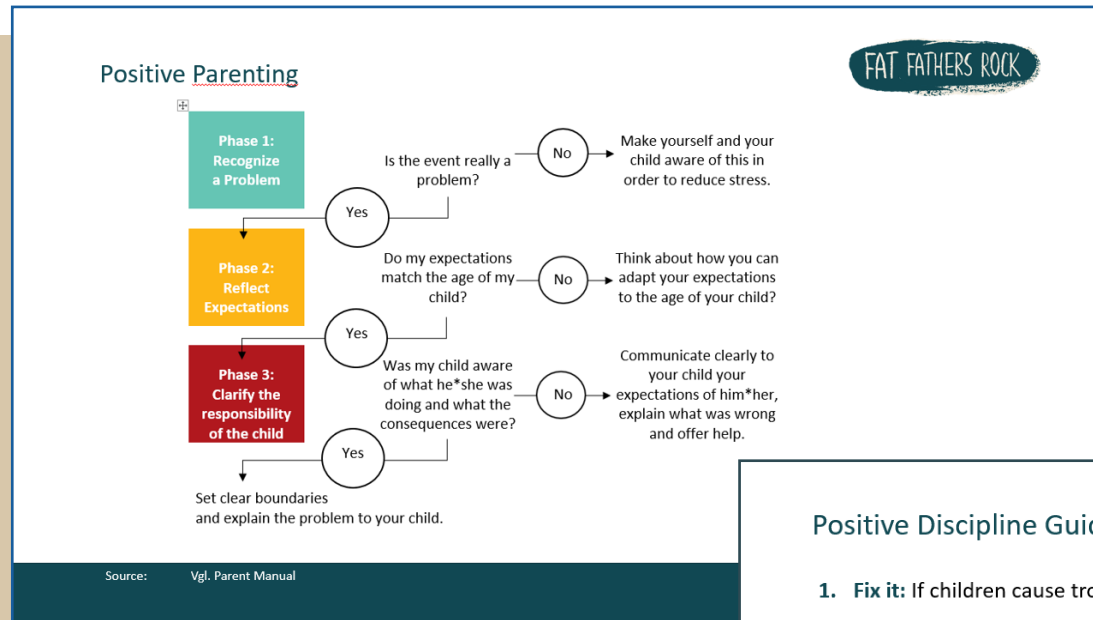 FAT FATHERS ROCK
Positive Parenting
Phase 1:
Recognize
a Problem
Is the event really a
problem?
No
Make yourself and your
child aware of this in
order to reduce stress.
Yes
Phase 2:
Reflect
Expectations
Do my expectations
match the age of my
child?
No
Think about how you can
adapt your expectations
to the age of your child?
Yes
Phase 3:
Clarify the
responsibility
of the child
Was my child aware
of what he*she was
doing and what the
consequences were?
No
Communicate clearly to
your child your
expectations of him*her,
explain what was wrong
and offer help.
Yes
Set clear boundaries
and explain the problem to your child.
Source: Vgl. Parent Manual
Positive Discipline
1. Fix it: If children cause